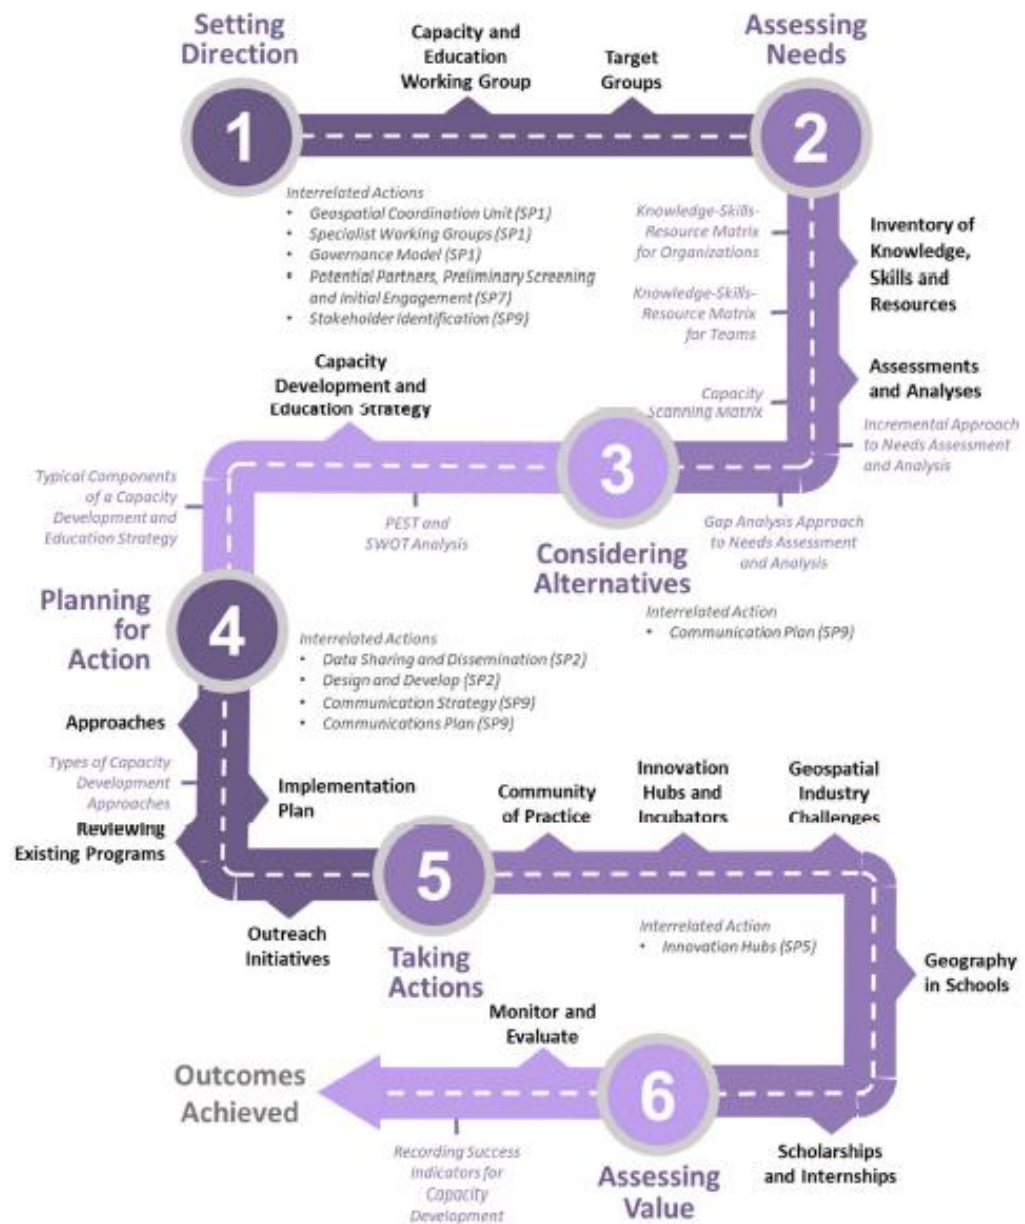 Setting
Direction
Capacity and
Education
Working Group
Target
Groups
Assessing
Needs
1
2
Interrelated Actions
• Geospatial Coordination Unit (SP1)
• Specialist Working Groups (SP1)
• Governance Model (SP1)
• Potential Partners, Preliminary Screening
and Initial Engagement (SP7)
• Stakeholder Identification (SP9)
Knowledge-Skills-
Resource Matrix
for Organizations
Inventory of
Knowledge,
Skills and
Resources
Knowledge-Skills-
Resource Matrix
for Teams
Assessments
and Analyses
Capacity
Scanning Matrix
Incremental Approach
to Needs Assessment
and Analysis
Gap Analysis Approach
to Needs Assessment
and Analysis
3
Considering
Alternatives
Interrelated Action
• Communication Plan (SP9)
Capacity
Development and
Education Strategy
PEST and
SWOT Analysis
Typical Components
of a Capacity
Development and
Education Strategy
Planning
for
Action
4
Interrelated Actions
• Data Sharing and Dissemination (SP2)
• Design and Develop (SP2)
• Communication Strategy (SP9)
• Communications Plan (SP9)
Approaches
Types of Capacity
Development
Approaches
Implementation
Plan
Reviewing
Existing Programs
Outreach
Initiatives
5
Taking
Actions
Community
of Practice
Innovation
Hubs and
Incubators
Geospatial
Industry
Challenges
Interrelated Action
• Innovation Hubs (SP5)
Geography
in Schools
Scholarships
and Internships
6
Assessing
Value
Monitor and
Evaluate
Recording Success
Indicators for
Capacity
Development
Outcomes
Achieved